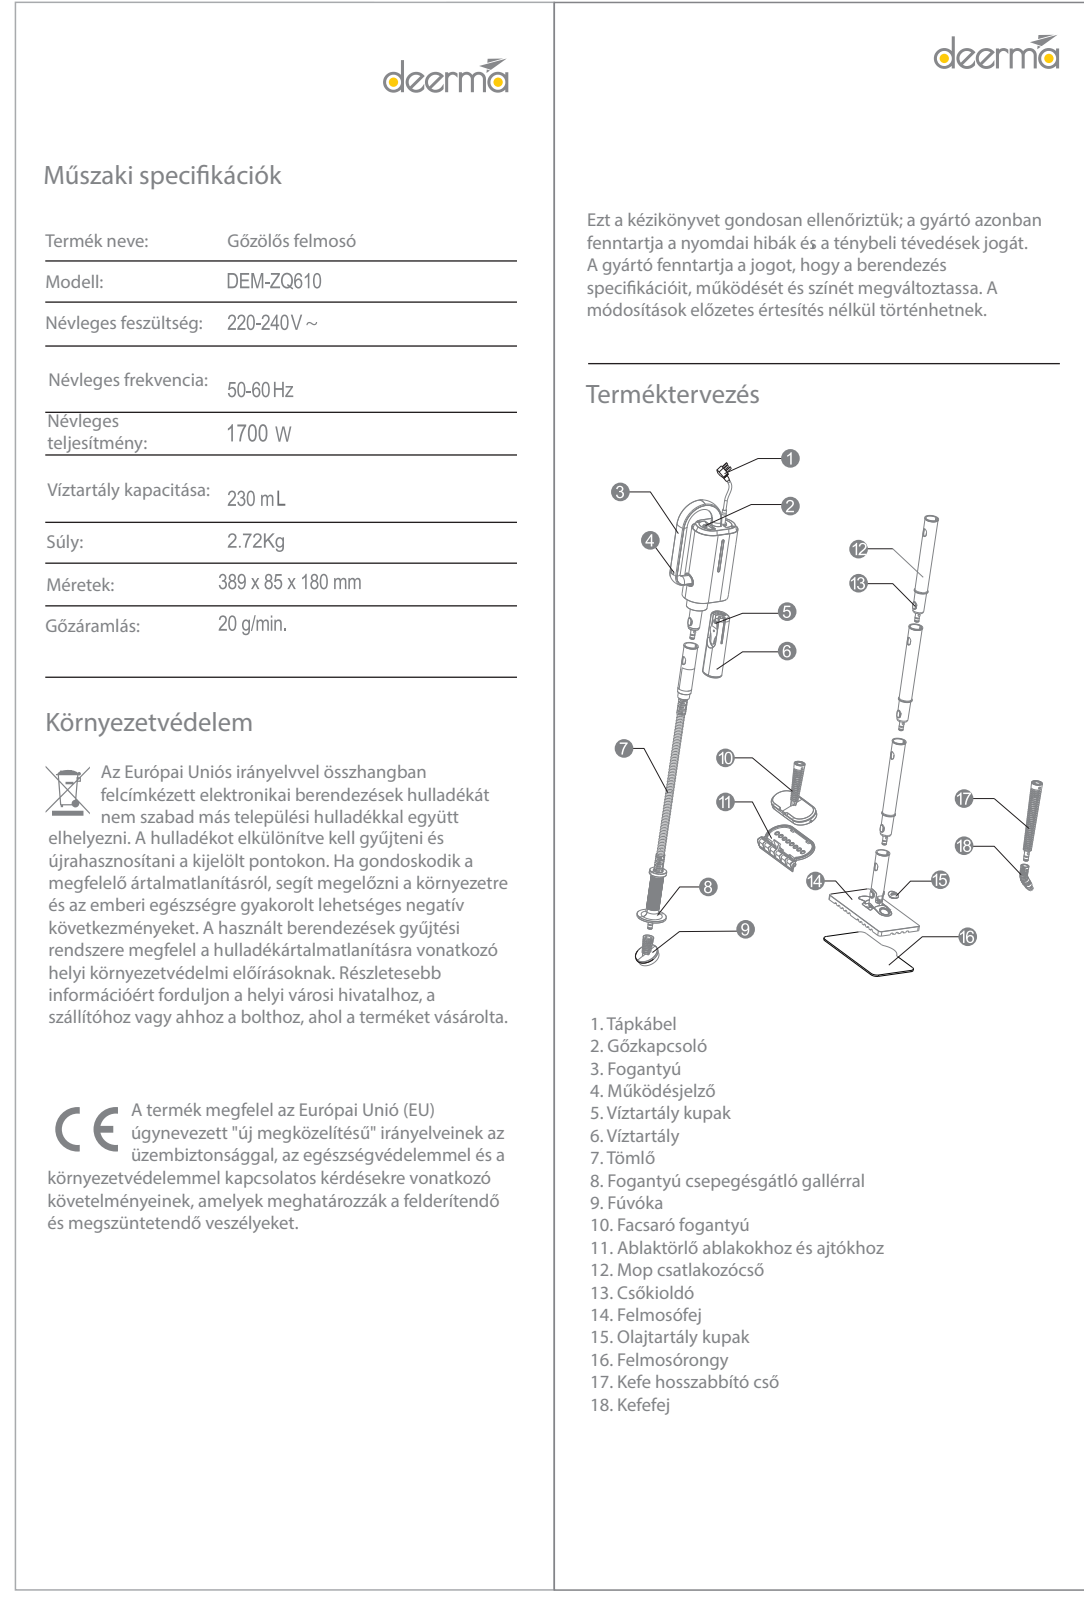 deerma
Műszaki specifikációk
Termék neve: Gőzölős felmosó
Modell: DEM-ZQ610
Névleges feszültség: 220-240V ~
Névleges frekvencia: 50-60Hz
Névleges
teljesítmény: 1700 W
Víztartály kapacitása: 230 mL
Súly: 2.72Kg
Méretek: 389 x 85 x 180 mm
Gőzáramlás: 20 g/min.
Környezetvédelem
Az Európai Uniós irányelvvel összhangban
felcímkézett elektronikai berendezések hulladékát
nem szabad más települési hulladékkal együtt
elhelyezni. A hulladékot elkülönítve kell gyűjteni és
újrahasznosítani a kijelölt pontokon. Ha gondoskodik a
megfelelő ártalmatlanításról, segít megelőzni a környezetre
és az emberi egészségre gyakorolt lehetséges negatív
következményeket. A használt berendezések gyűjtési
rendszere megfelel a hulladékártalmatlanításra vonatkozó
helyi környezetvédelmi előírásoknak. Részletesebb
információért forduljon a helyi városi hivatalhoz, a
szállítóhoz vagy ahhoz a bolthoz, ahol a terméket vásárolta.
CE
A termék megfelel az Európai Unió (EU)
úgynevezett "új megközelítésű" irányelveinek az
üzembiztonsággal, az egészségvédelemmel és a
környezetvédelemmel kapcsolatos kérdésekre vonatkozó
követelményeinek, amelyek meghatározzák a felderítendő
és megszüntetendő veszélyeket.
deerma
Ezt a kézikönyvet gondosan ellenőriztük; a gyártó azonban
fenntartja a nyomdai hibák és a ténybeli tévedések jogát.
A gyártó fenntartja a jogot, hogy a berendezés
specifikációit, működését és színét megváltoztassa. A
módosítások előzetes értesítés nélkül történhetnek.
Terméktervezés
1
3
2
4
12
13
5
6
7
10
11
17
18
14
15
8
9
16
1. Tápkábel
2. Gőzkapcsoló
3. Fogantyú
4. Működésjelző
5. Víztartály kupak
6. Víztartály
7. Tömlő
8. Fogantyú csepegésgátló gallérral
9. Fúvóka
10. Facsaró fogantyú
11. Ablaktörlő ablakokhoz és ajtókhoz
12. Mop csatlakozócső
13. Csőkioldó
14. Felmosófej
15. Olajtartály kupak
16. Felmosórongy
17. Kefe hosszabbító cső
18. Kefefej